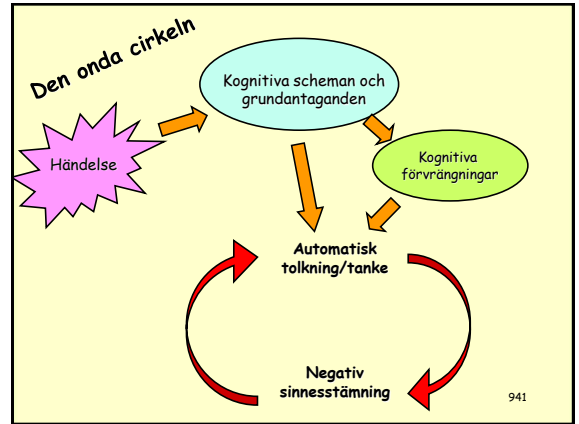 Den onda cirkeln
Kognitiva scheman och
grundantaganden
Händelse
Kognitiva
förvrängningar
Automatisk
tolkning/tanke
Negativ
sinnesstämning
941